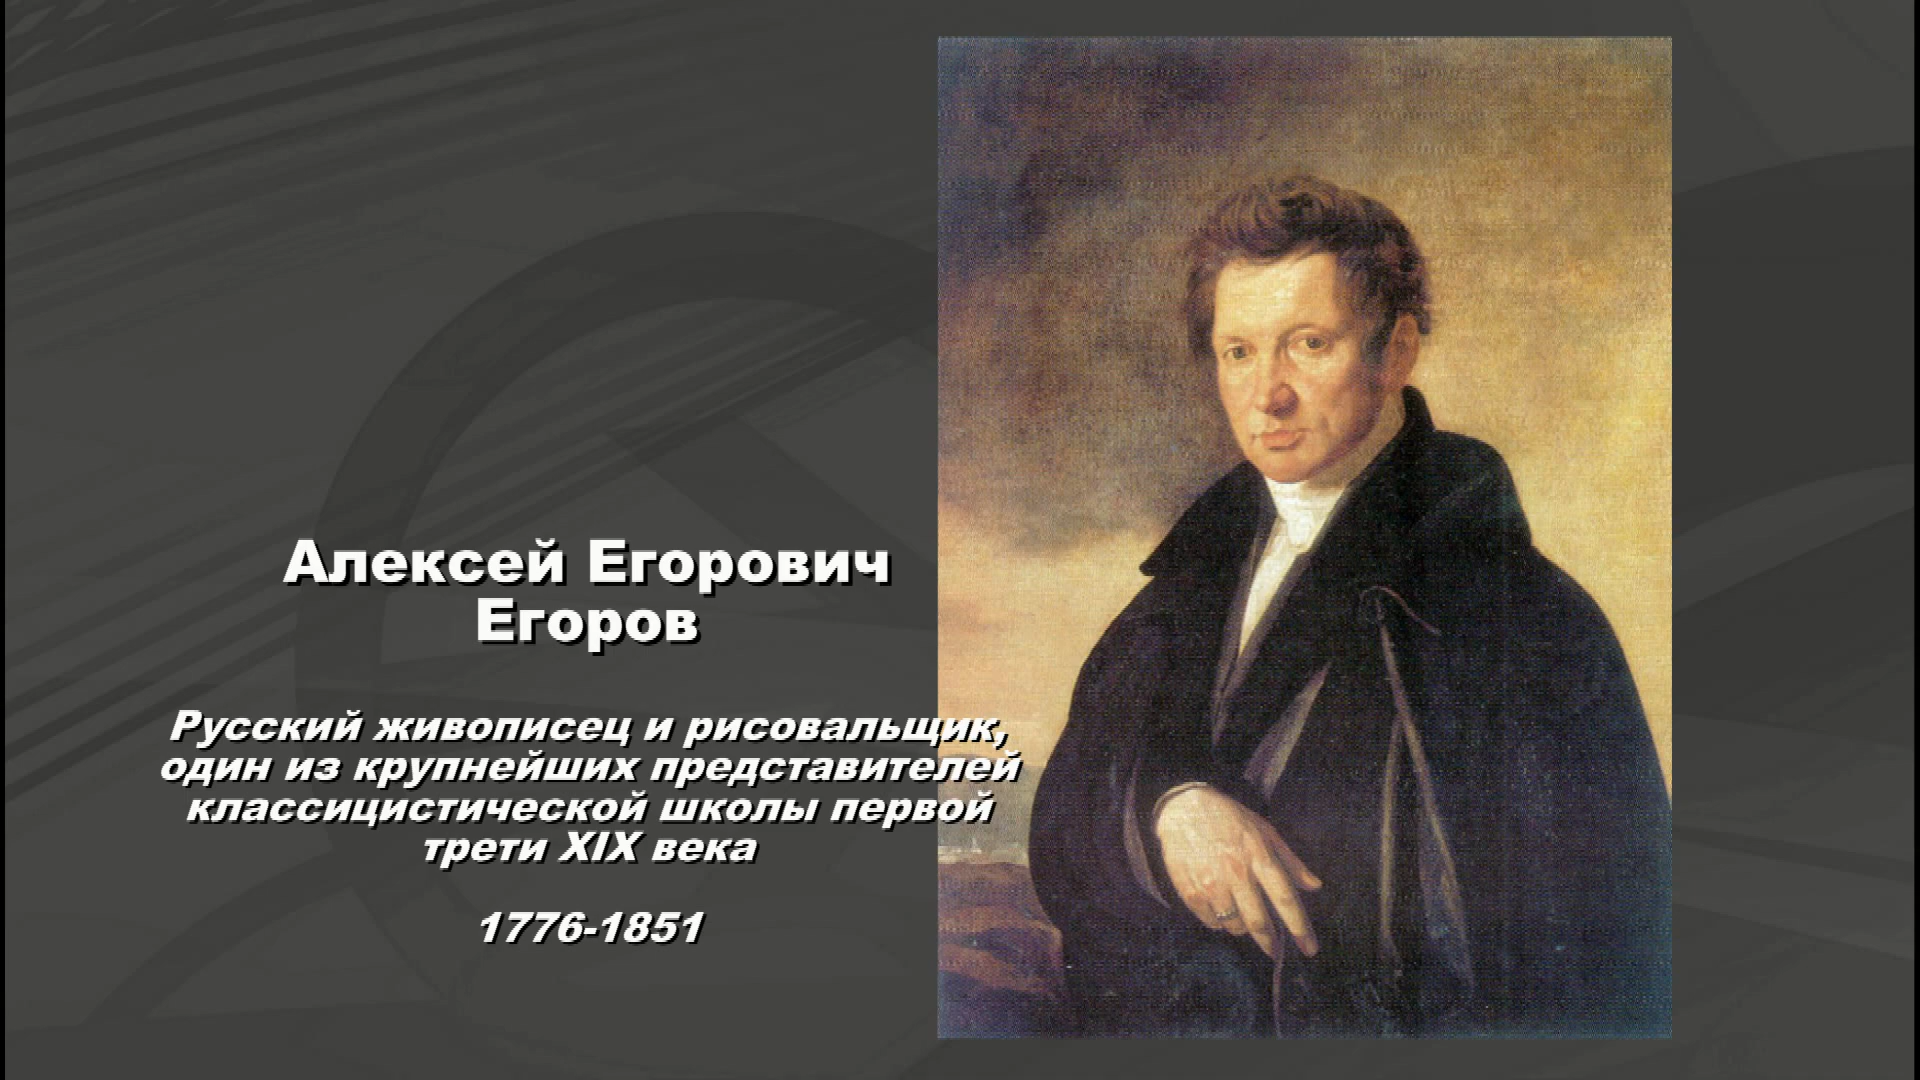 Алексей Егорович
Егоров
Русский живописец и рисовальщик,
один из крупнейших представителей
классицистической школы первой
трети XIX века
1776-1851